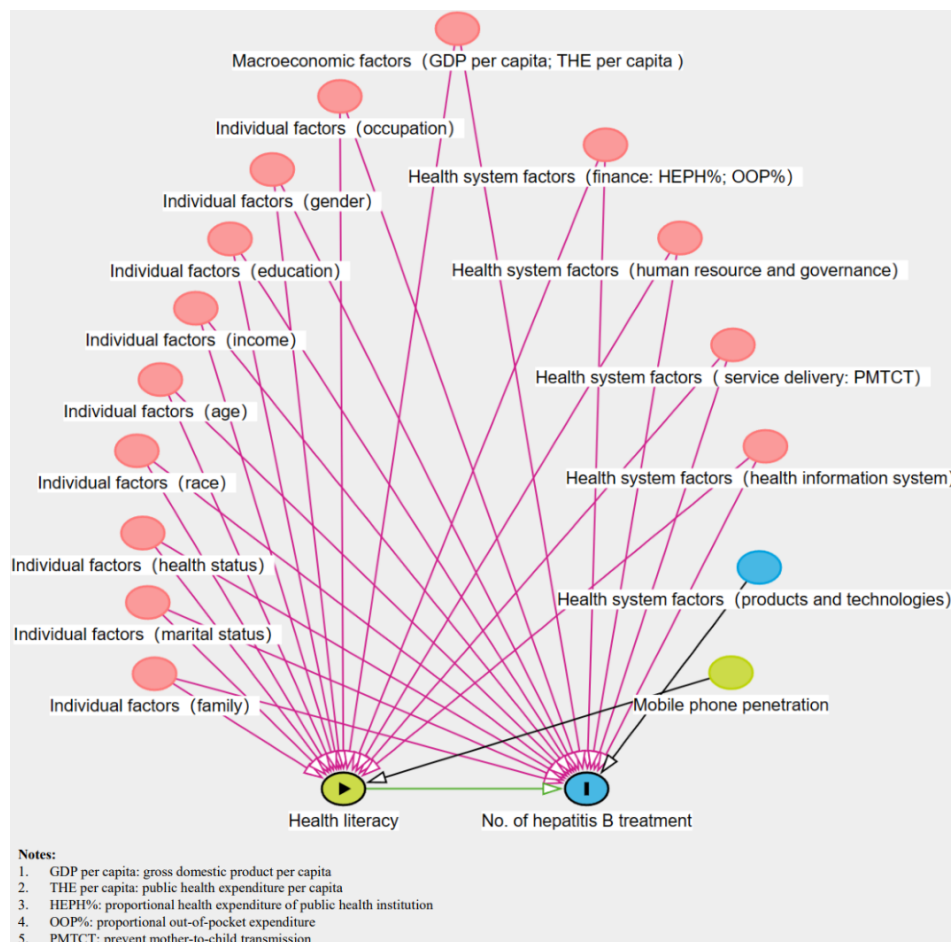 Macroeconomic factors（GDP per capita; THE per capita ）
Individual factors（occupation)
Health system factors（finance: HEPH%; OOP%）
Individual factors（gender)
Individual factors（education)
Health system factors（human resource and governance）
Individual factors（income)
Health system factors（ service delivery: PMTCT）
Individual factors（age)
Individual factors（race）
Health system factors（health information system)
Individual factors（health status)
Health system factors（products and technologies）
Individual factors（marital status)
Individual factors（family)
Mobile phone penetration
Health literacy
No. of hepatitis B treatment
Notes:
1. GDP per capita: gross domestic product per capita
2. THE per capita: public health expenditure per capita
3. HEPH%: proportional health expenditure of public health institution
4. OOP%: proportional out-of-pocket expenditure
5. PMTCT: prevent mother-to-child transmission